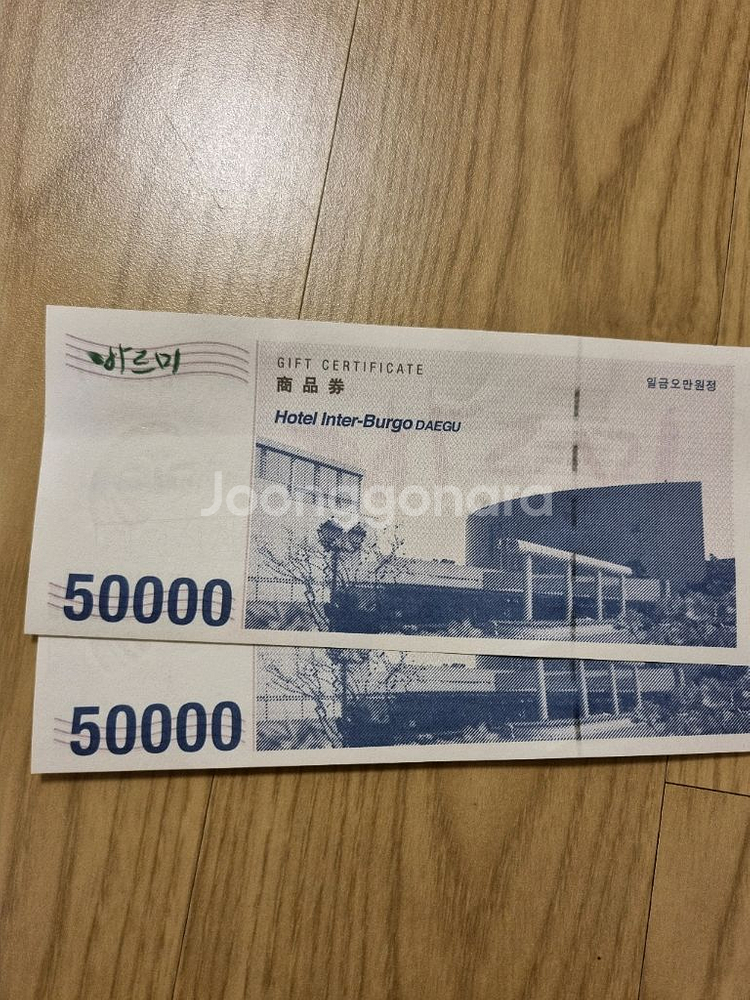 아르미
GIFT CERTIFICATE
商品券
일금오만원정
Hotel Inter-Burgo DAEGU
Joonggonara
50000
50000